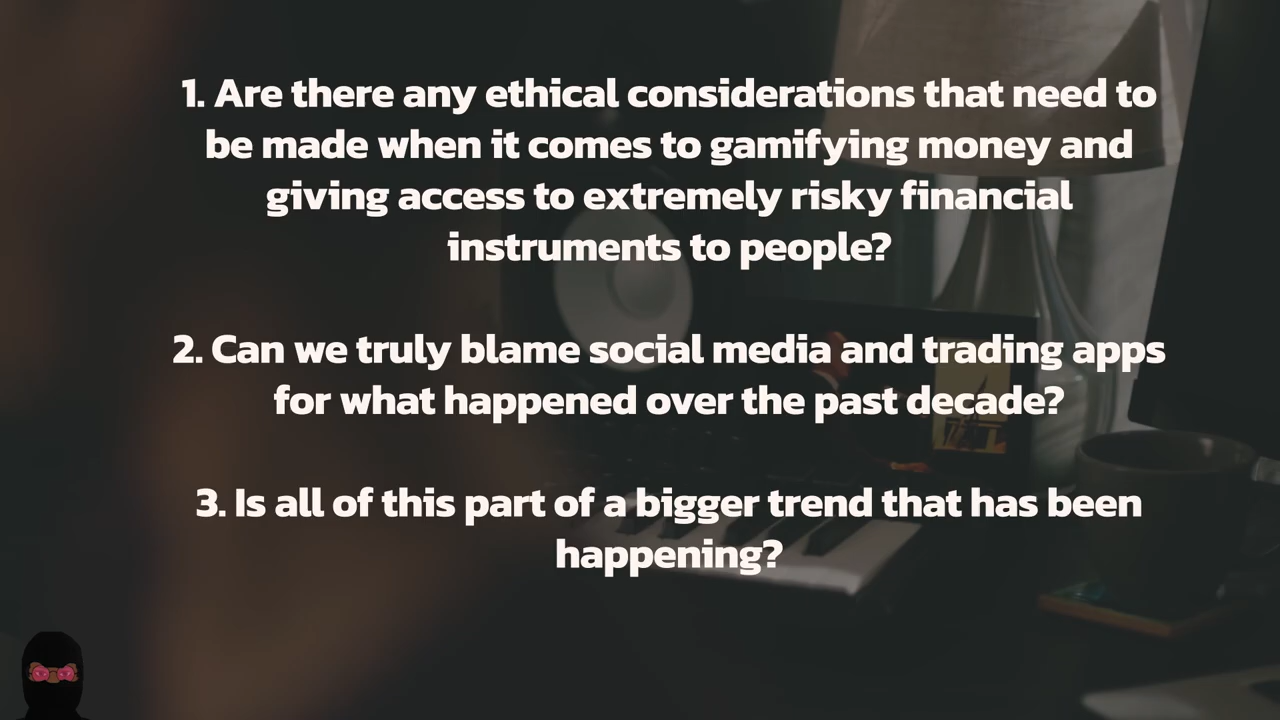 1. Are there any ethical considerations that need to
be made when it comes to gamifying money and
giving access to extremely risky financial
instruments to people?
2. Can we truly blame social media and trading apps
for what happened over the past decade?
3. Is all of this part of a bigger trend that has been
happening?